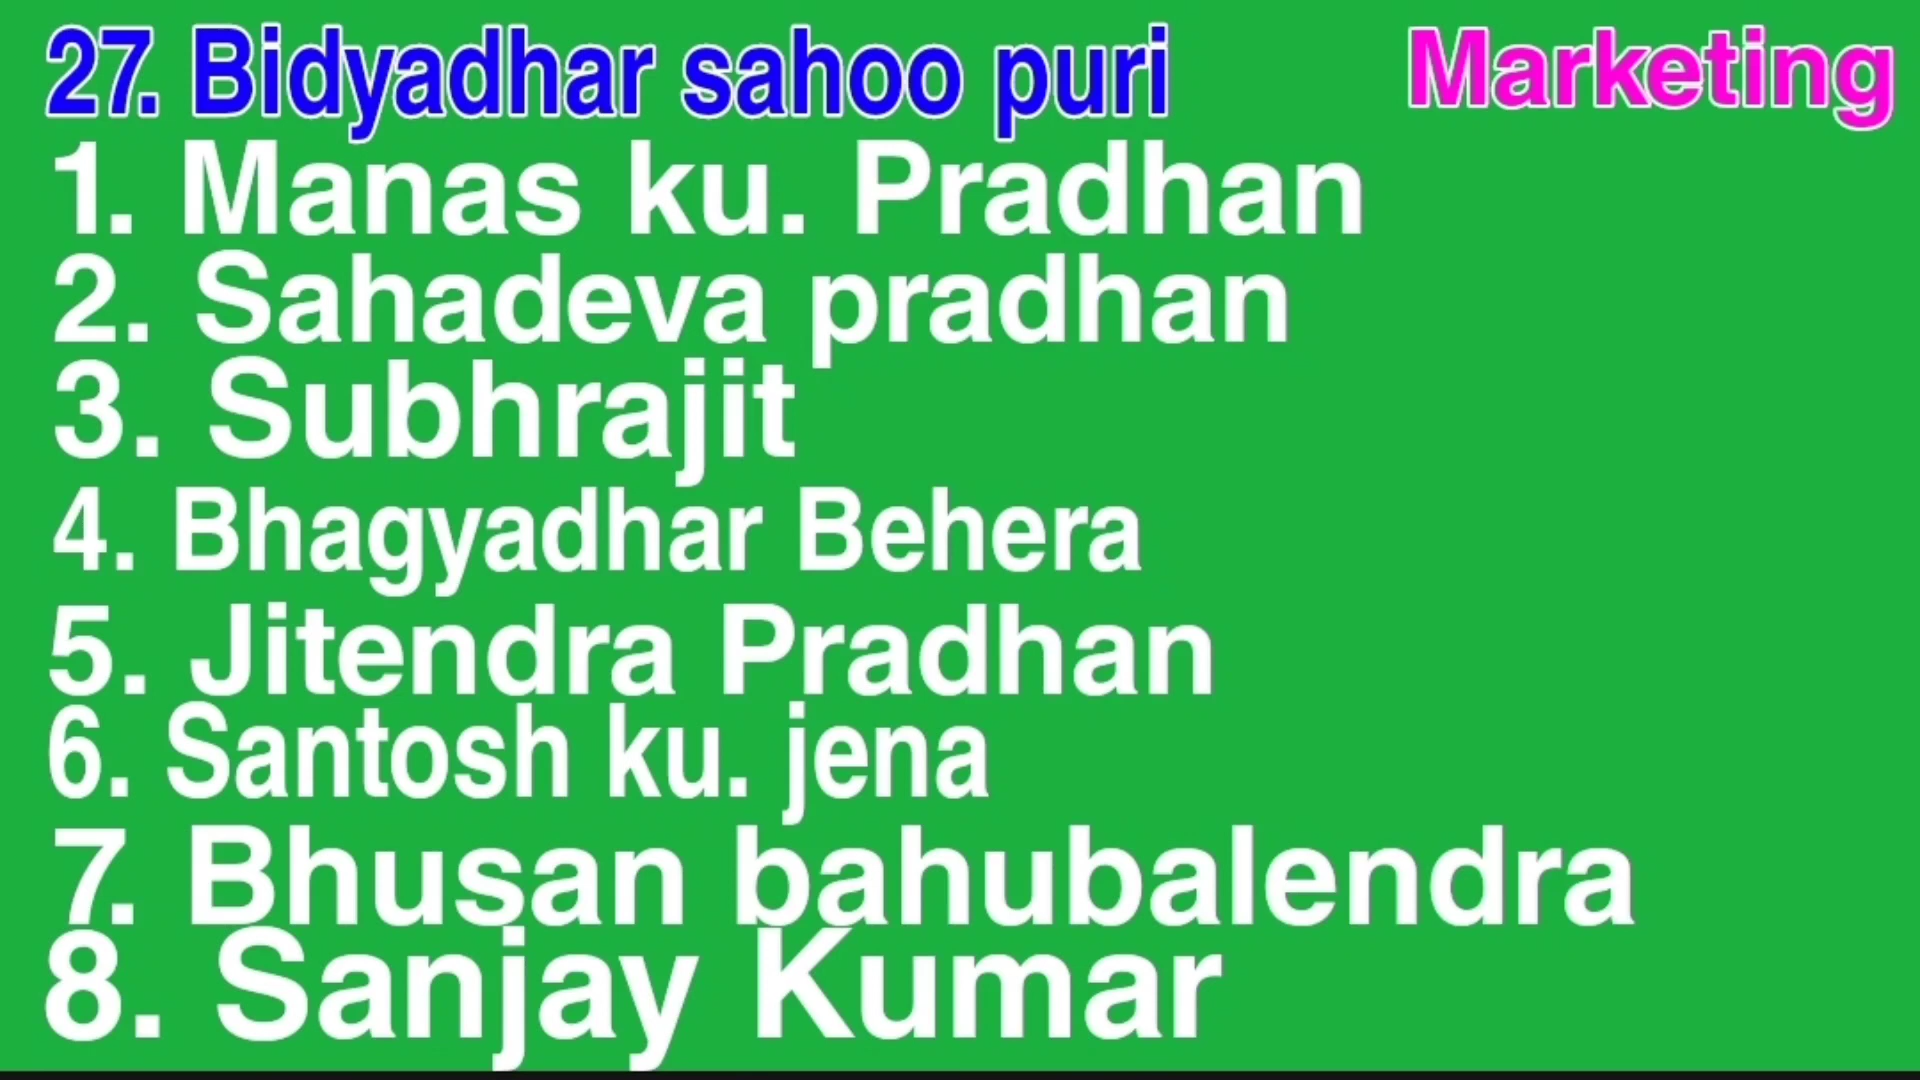 27. Bidyadhar sahoo puri Marketing
1. Manas ku. Pradhan
2. Sahadeva pradhan
3. Subhrajit
4. Bhagyadhar Behera
5. Jitendra Pradhan
6. Santosh ku. jena
7. Bhusan bahubalendra
8. Sanjay Kumar